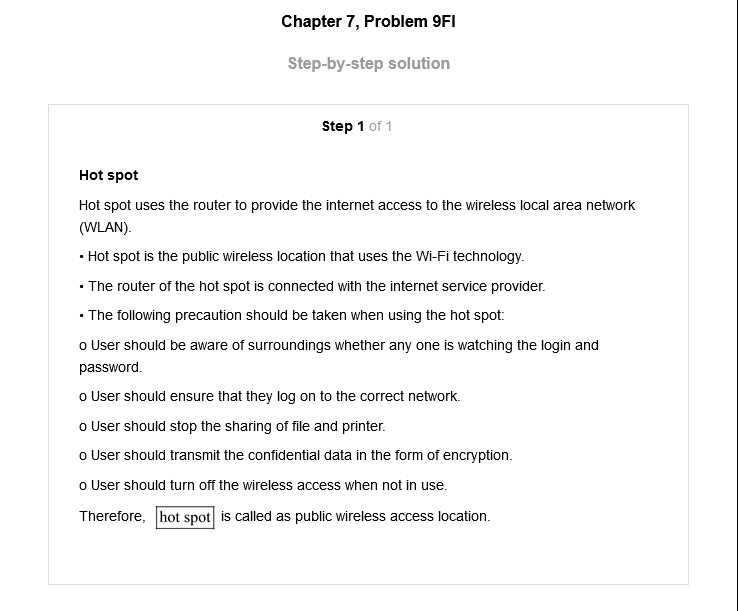 Chapter 7, Problem 9FI
Step-by-step solution
Step 1 of 1
Hot spot
Hot spot uses the router to provide the internet access to the wireless local area network
(WLAN).
• Hot spot is the public wireless location that uses the Wi-Fi technology.
• The router of the hot spot is connected with the internet service provider.
• The following precaution should be taken when using the hot spot:
o User should be aware of surroundings whether any one is watching the login and
password.
o User should ensure that they log on to the correct network.
o User should stop the sharing of file and printer.
o User should transmit the confidential data in the form of encryption.
o User should turn off the wireless access when not in use.
Therefore, hot spot is called as public wireless access location.